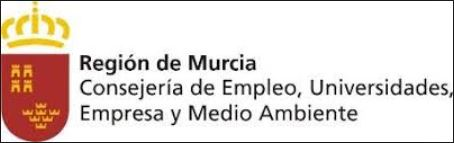 Región de Murcia
Consejería de Empleo, Universidades,
Empresa y Medio Ambiente